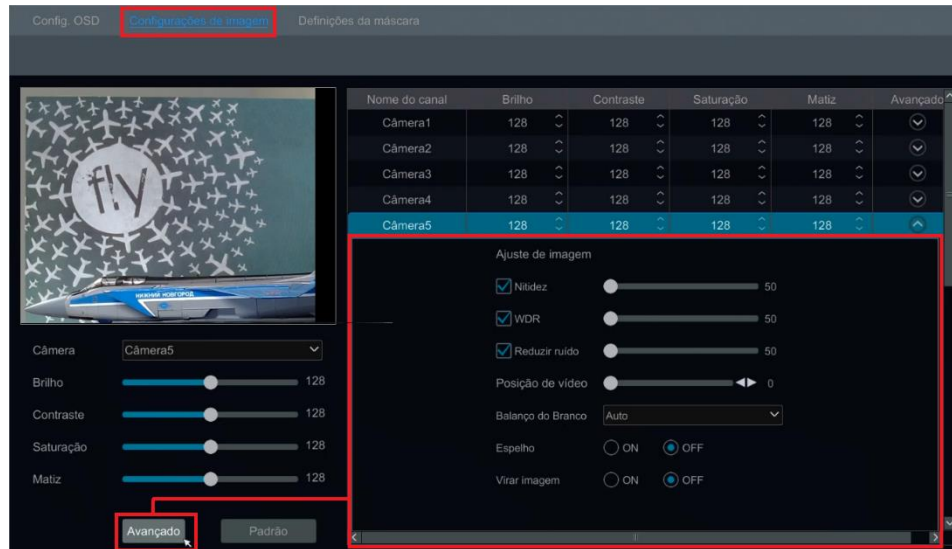 Config. OSD Configurações de imagem Definições da máscara
Nome do canal Brilho Contraste Saturação Matiz Avançado
Câmera1 128 128 128 128
Câmera2 128 128 128 128
Câmera3 128 128 128 128
Câmera4 128 128 128 128
Câmera5 128 128 128 128
fly
НИЖНИЙ НОВГОРОД
Câmera Câmera5
Brilho 128
Contraste 128
Saturação 128
Matiz 128
Avançado Padrão
Ajuste de imagem
Nitidez 50
WDR 50
Reduzir ruído 50
Posição de vídeo 0
Balanço do Branco Auto
Espelho ON OFF
Virar imagem ON OFF